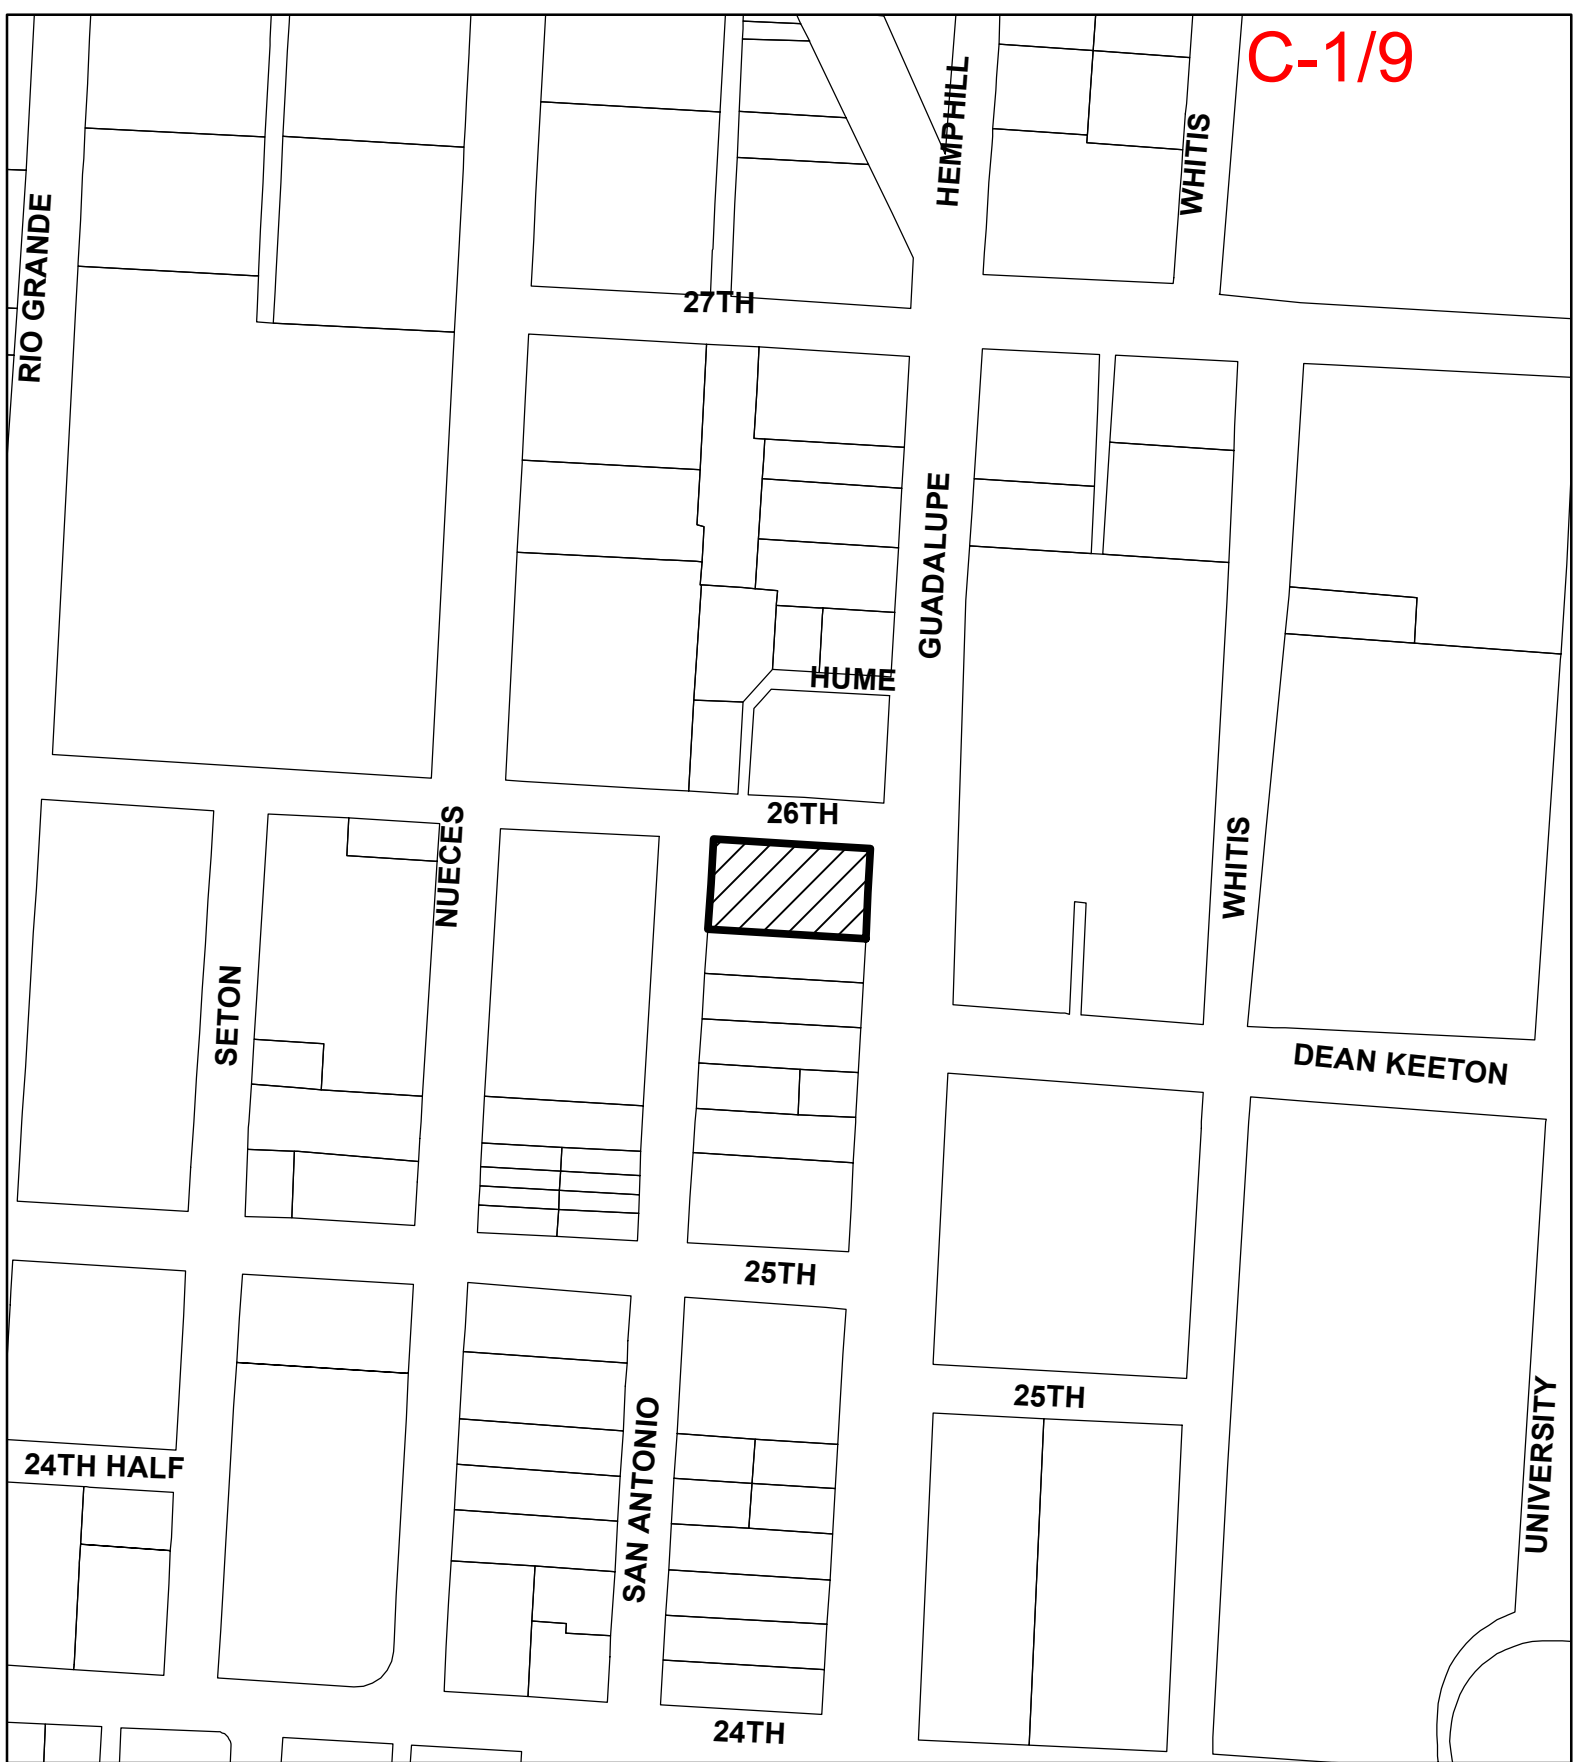 C-1/9
HEMPHILL
WHITIS
RIO GRANDE
27TH
GUADALUPE
HUME
26TH
NUECES
WHITIS
SETON
DEAN KEETON
25TH
25TH
SAN ANTONIO
UNIVERSITY
24TH HALF
24TH